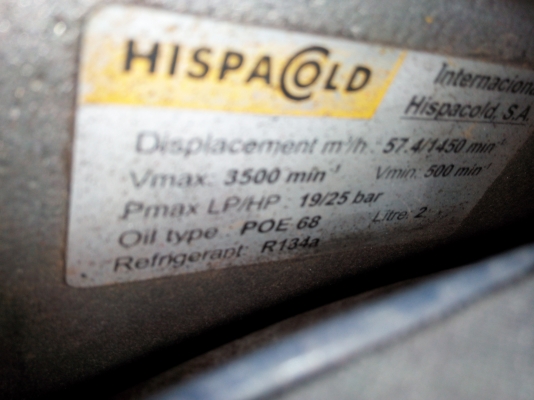 HISPACOLD
Internacional
Hispacold, S.A.
Displacement m³/h : 57.4/1450 min⁻¹
Vmax: 3500 min⁻¹ Vmin: 500 min⁻¹
Pmax LP/HP : 19/25 bar
Oil type : POE 68 Litre: 2
Refrigerant: R134a